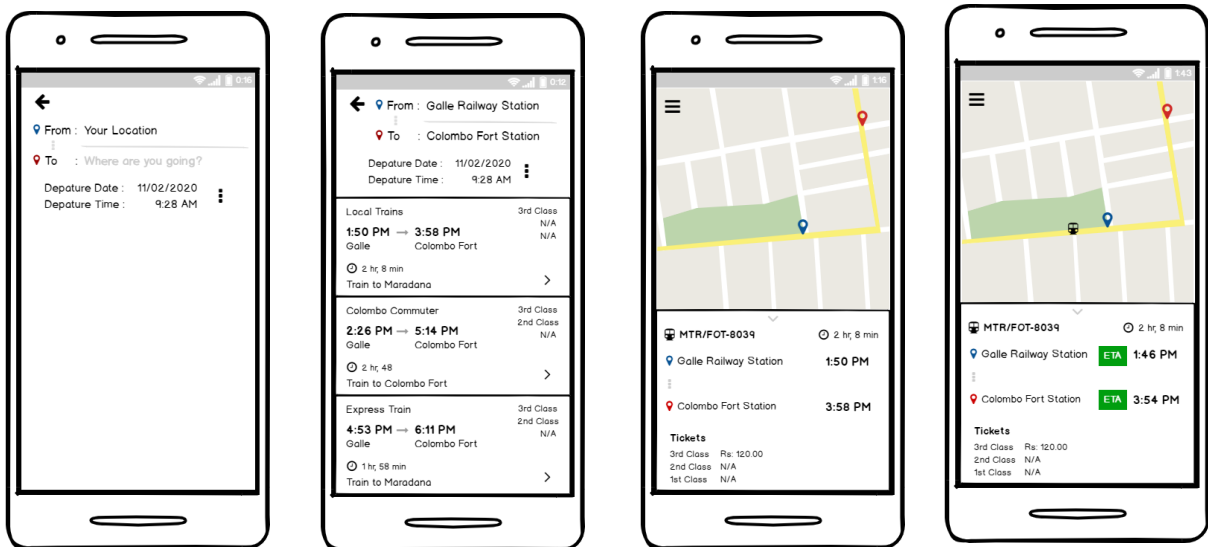 0:16
From : Your Location
To : Where are you going?
Depature Date : 11/02/2020
Depature Time : 9:28 AM
0:12
From : Galle Railway Station
To : Colombo Fort Station
Depature Date : 11/02/2020
Depature Time : 9:28 AM
Local Trains 3rd Class
N/A
1:50 PM → 3:58 PM N/A
Galle Colombo Fort
2 hr, 8 min
Train to Maradana
Colombo Commuter 3rd Class
2nd Class
2:26 PM → 5:14 PM N/A
Galle Colombo Fort
2 hr, 48
Train to Colombo Fort
Express Train 3rd Class
2nd Class
4:53 PM → 6:11 PM N/A
Galle Colombo Fort
1 hr, 58 min
Train to Maradana
1:16
MTR/FOT-8039 2 hr, 8 min
Galle Railway Station 1:50 PM
Colombo Fort Station 3:58 PM
Tickets
3rd Class Rs: 120.00
2nd Class N/A
1st Class N/A
1:43
MTR/FOT-8039 2 hr, 8 min
Galle Railway Station ETA 1:46 PM
Colombo Fort Station ETA 3:54 PM
Tickets
3rd Class Rs: 120.00
2nd Class N/A
1st Class N/A